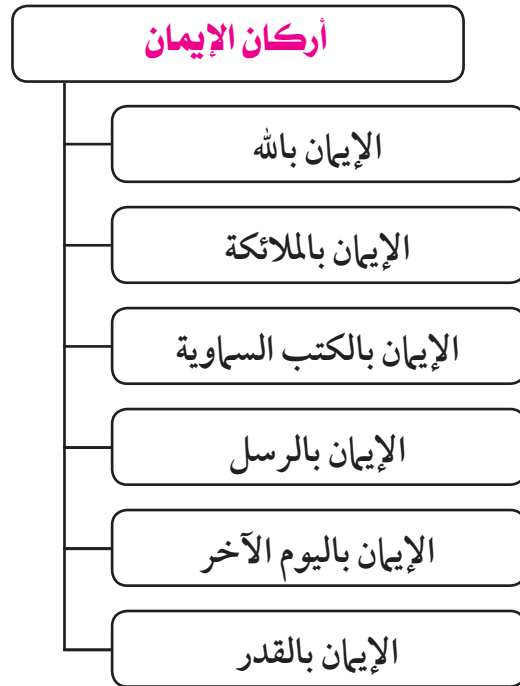 أركان الإيمان
الإيمان بالله
الإيمان بالملائكة
الإيمان بالكتب السماوية
الإيمان بالرسل
الإيمان باليوم الآخر
الإيمان بالقدر